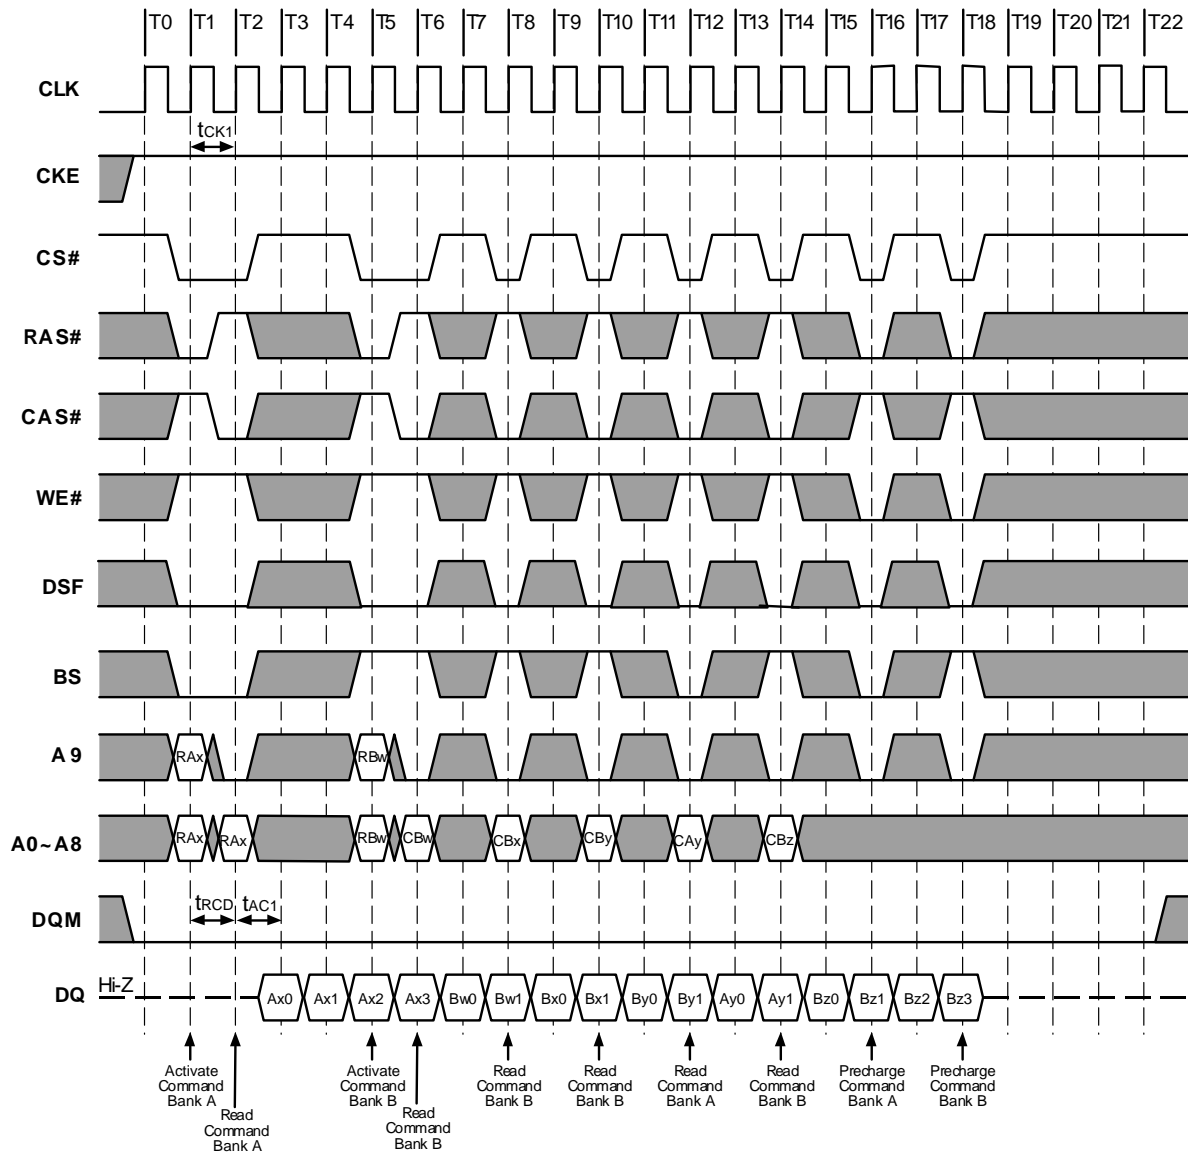 T0 T1 T2 T3 T4 T5 T6 T7 T8 T9 T10 T11 T12 T13 T14 T15 T16 T17 T18 T19 T20 T21 T22
CLK
tCK1
CKE
CS#
RAS#
CAS#
WE#
DSF
BS
A9
RAx RBw
A0~A8
RAx RAx RBw CBw CBx CBy CAy CBz
DQM
tRCD tAC1
DQ
Hi-Z
Ax0 Ax1 Ax2 Ax3 Bw0 Bw1 Bx0 Bx1 By0 By1 Ay0 Ay1 Bz0 Bz1 Bz2 Bz3
Activate
Command
Bank A
Read
Command
Bank A
Activate
Command
Bank B
Read
Command
Bank B
Read
Command
Bank B
Read
Command
Bank B
Read
Command
Bank A
Read
Command
Bank B
Precharge
Command
Bank A
Precharge
Command
Bank B